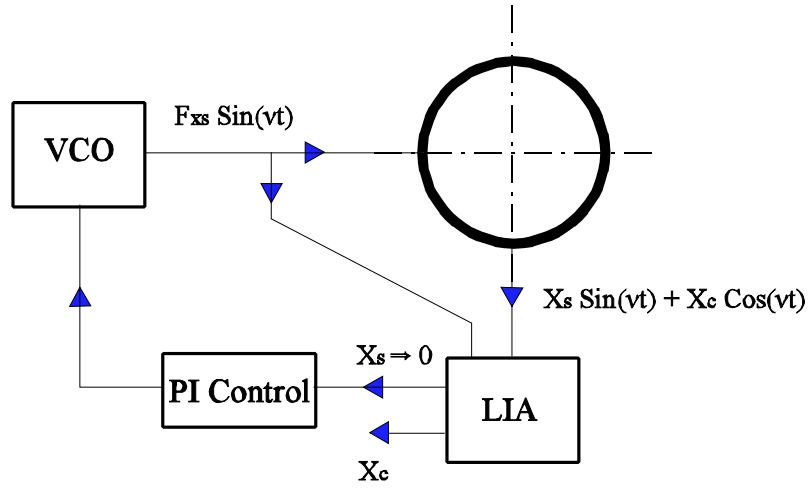 Fxs Sin(νt)
VCO
Xs Sin(νt) + Xc Cos(νt)
Xs ⇒ 0
PI Control
LIA
Xc